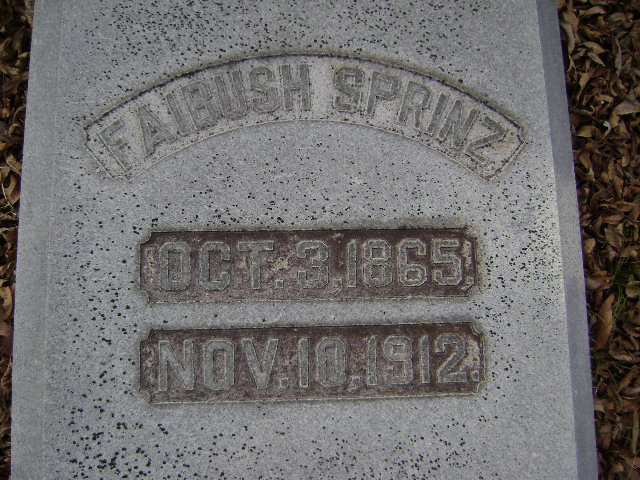 FAIBUSH SPRINZ
OCT. 3, 1865,
NOV. 10, 1912.